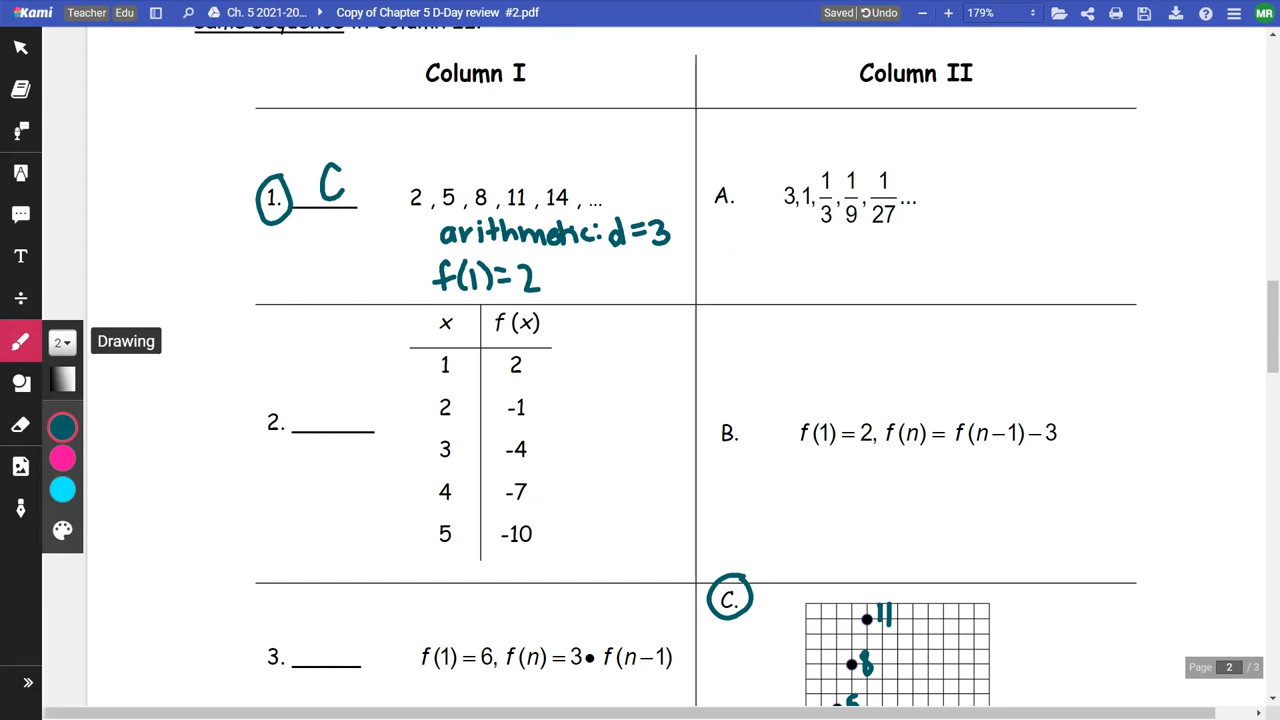 Kami Teacher Edu Ch. 5 2021-20... Copy of Chapter 5 D-Day review #2.pdf Saved Undo 179% MR
Column I Column II
1. C 2 , 5 , 8 , 11 , 14 , ...
arithmetic: d=3
f(1)=2
A. 3,1,1/3,1/9,1/27...
Drawing
2
2.
x f (x)
1 2
2 -1
3 -4
4 -7
5 -10
B. f(1) = 2, f(n) = f(n−1)−3
3. f(1) = 6, f(n) = 3• f(n−1)
C.
11
8
5
Page 2 / 3